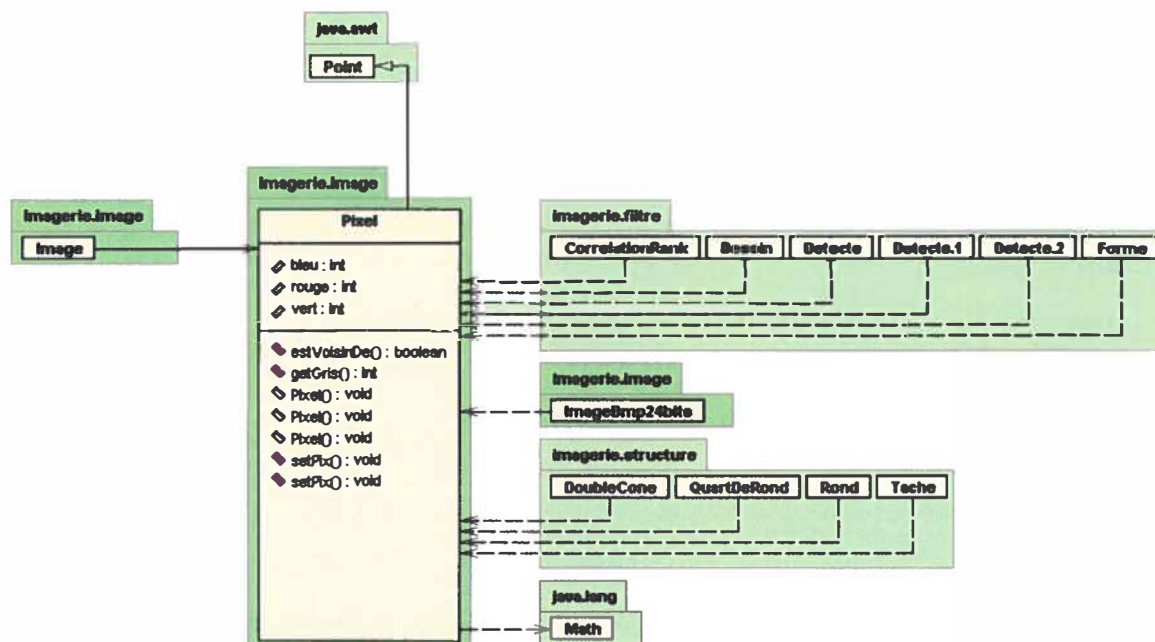 java.awt
Point
imagerie.image
Image
imagerie.image
Pixel
bleu : int
rouge : int
vert : int
estVoisinDe() : boolean
getGris() : int
Pixel() : void
Pixel() : void
Pixel() : void
setPix() : void
setPix() : void
imagerie.filtre
CorrelationRank
Dessin
Detecte
Detecte.1
Detecte.2
Forme
imagerie.image
ImageBmp24bits
imagerie.structure
DoubleCone
QuartDeRond
Rond
Tache
java.lang
Math